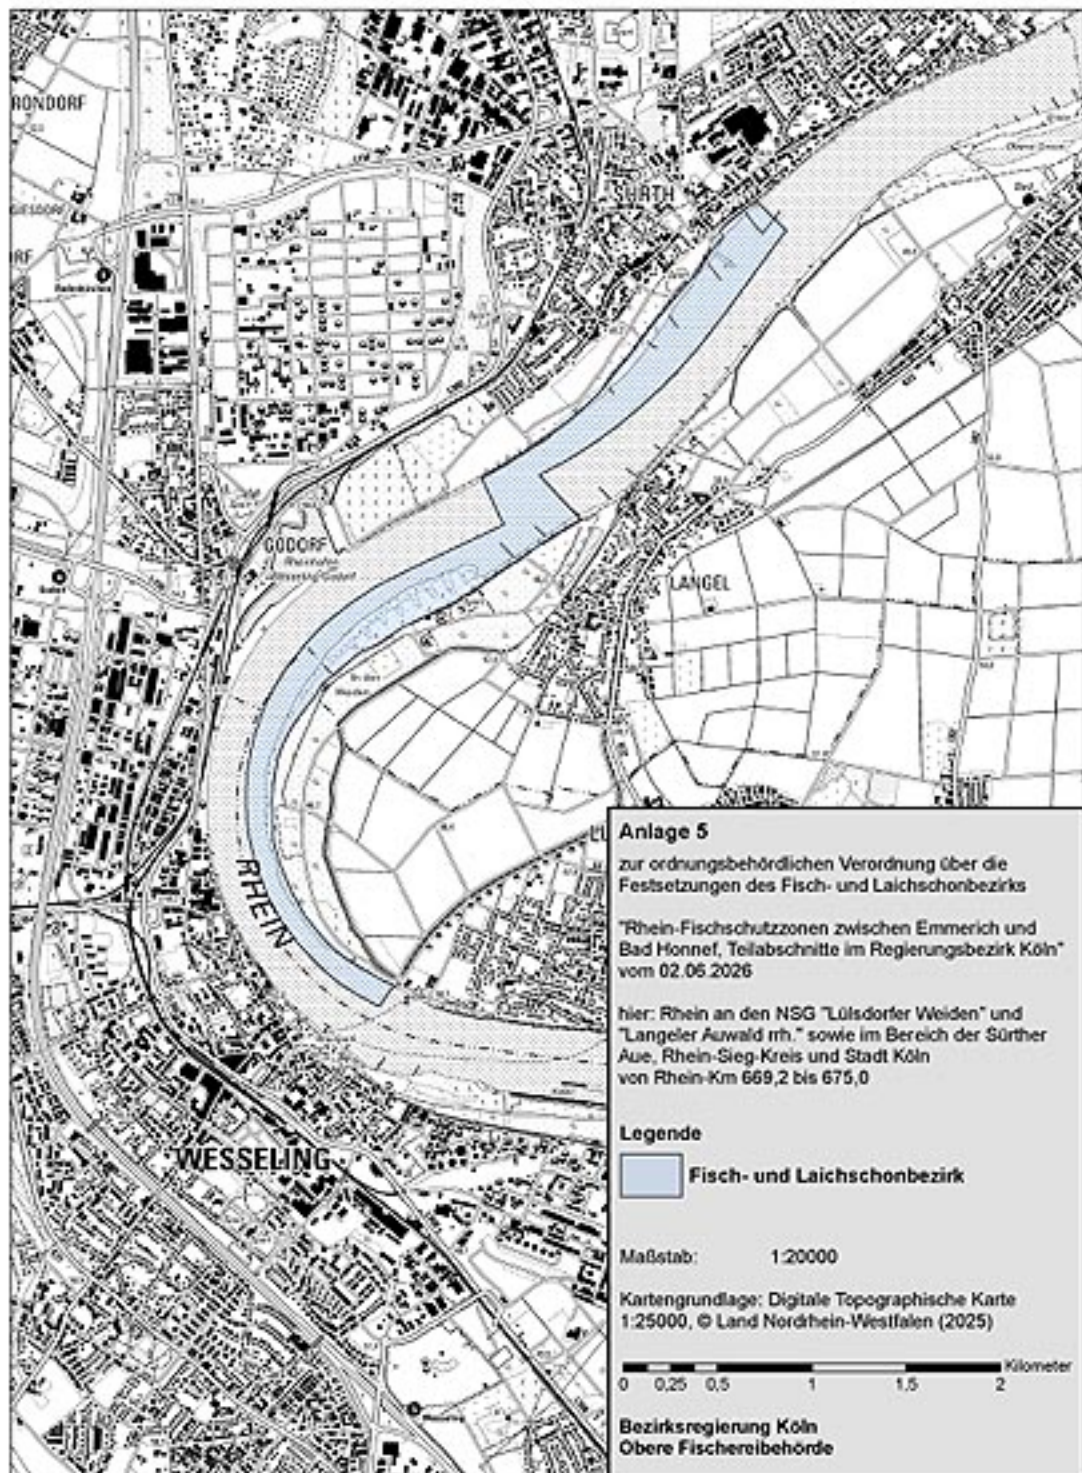 RONDORF
SÜRTH
GODORF
LANGEL
RHEIN
WESSELING
Anlage 5
zur ordnungsbehördlichen Verordnung über die
Festsetzungen des Fisch- und Laichschonbezirks
"Rhein-Fischschutzzonen zwischen Emmerich und
Bad Honnef, Teilabschnitte im Regierungsbezirk Köln"
vom 02.06.2026
hier: Rhein an den NSG "Lülsdorfer Weiden" und
"Langeler Auwald rrh." sowie im Bereich der Sürther
Aue, Rhein-Sieg-Kreis und Stadt Köln
von Rhein-Km 669,2 bis 675,0
Legende
Fisch- und Laichschonbezirk
Maßstab: 1:20000
Kartengrundlage: Digitale Topographische Karte
1:25000, © Land Nordrhein-Westfalen (2025)
Kilometer
0 0,25 0,5 1 1,5 2
Bezirksregierung Köln
Obere Fischereibehörde